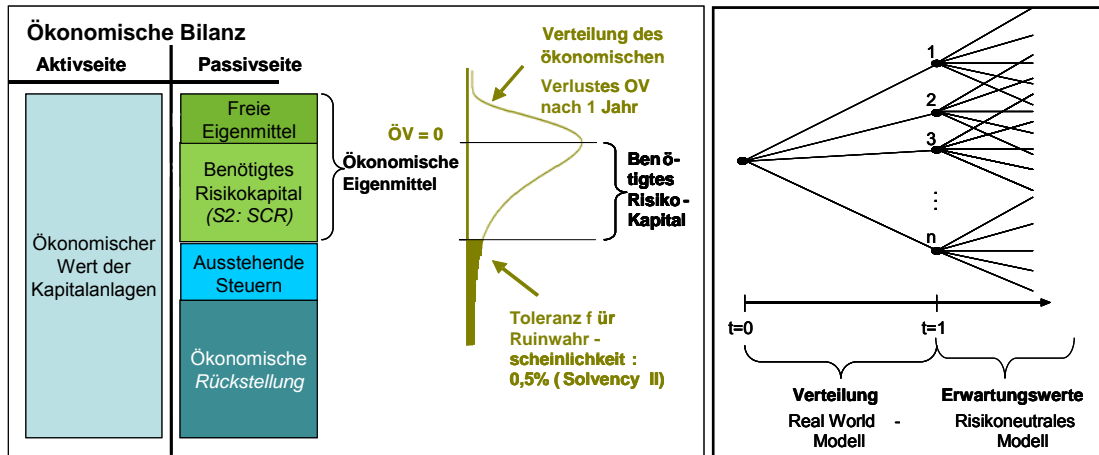 Ökonomische Bilanz
Aktivseite
Passivseite
Ökonomischer
Wert der
Kapitalanlagen
Freie
Eigenmittel
Benötigtes
Risikokapital
(S2: SCR)
Ausstehende
Steuern
Ökonomische
Rückstellung
ÖV = 0
Ökonomische
Eigenmittel
Verteilung des
ökonomischen
Verlustes OV
nach 1 Jahr
Benö-
tigtes
Risiko-
Kapital
Toleranz f ür
Ruinwahr -
scheinlichkeit :
0,5% ( Solvency II)
1
2
3
...
n
t=0
t=1
Verteilung
Real World -
Modell
Erwartungswerte
Risikoneutrales
Modell